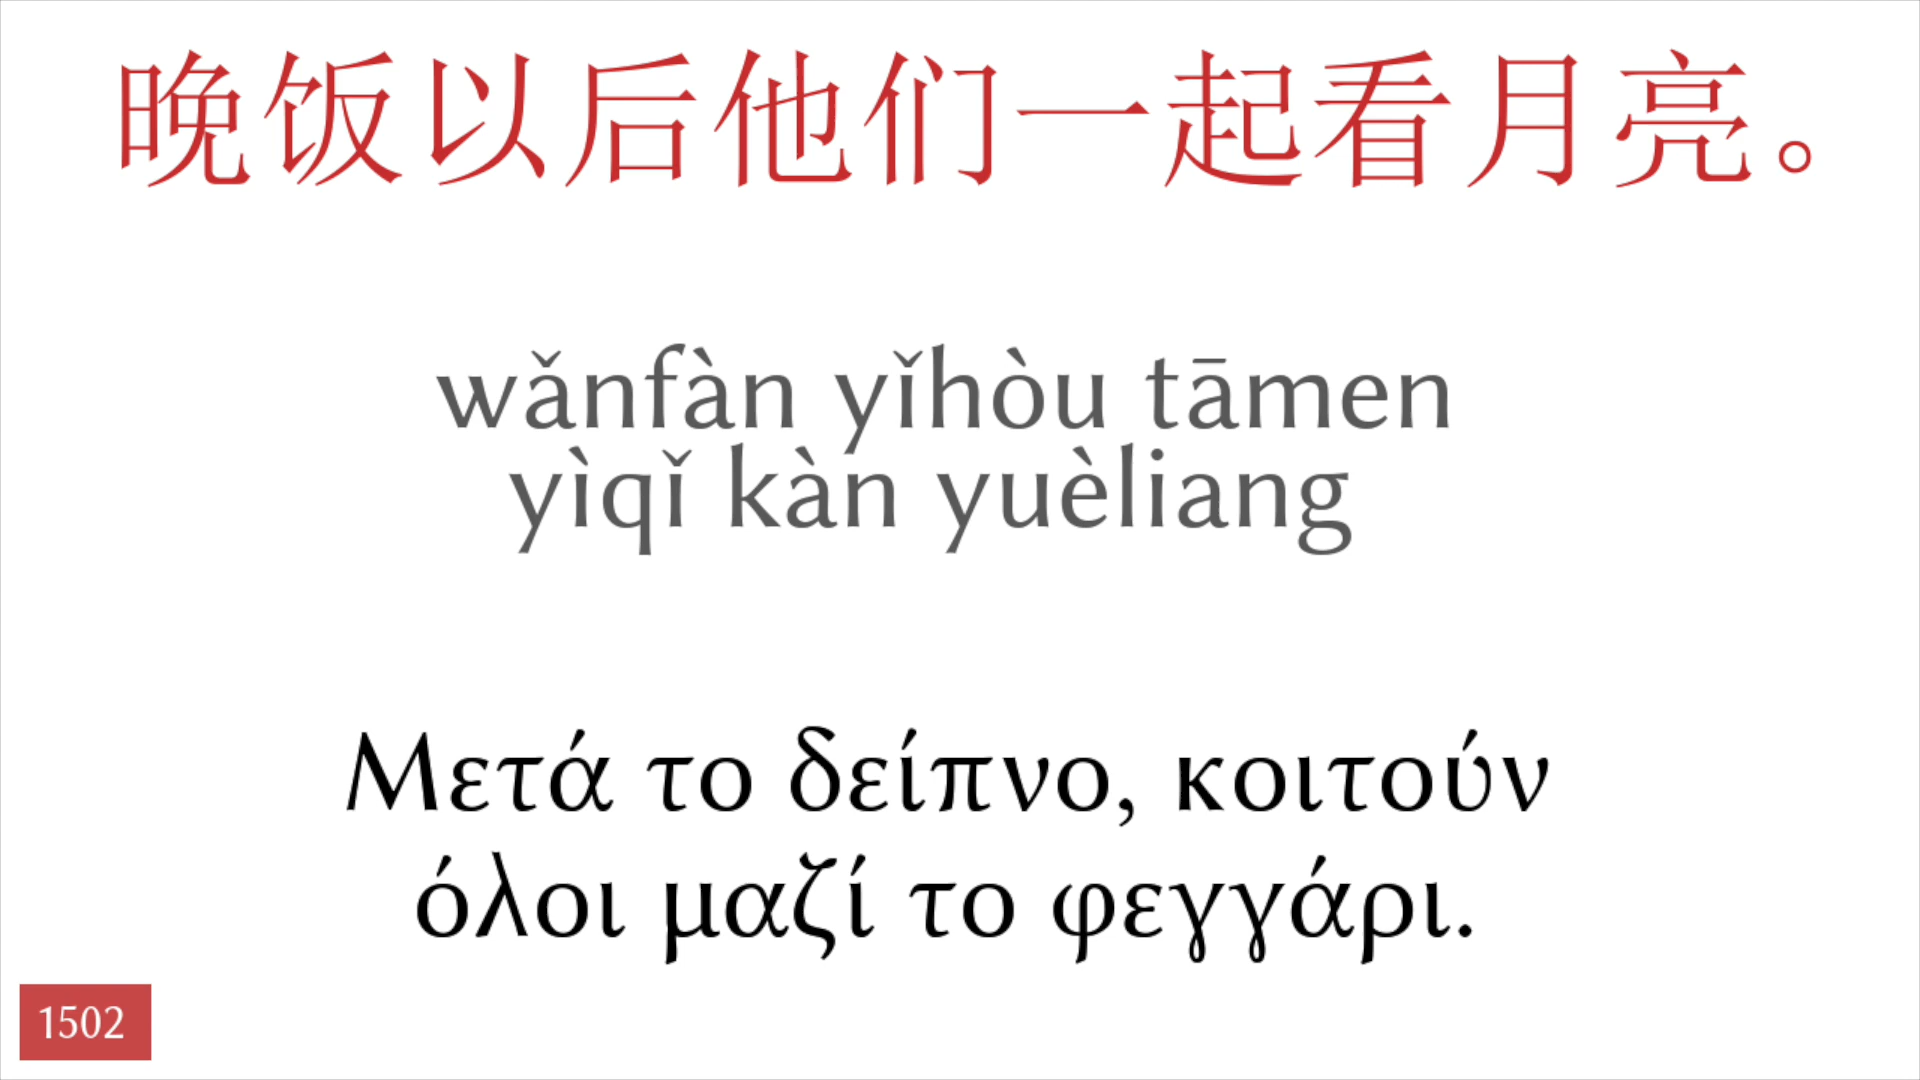 晚饭以后他们一起看月亮。
wǎnfàn yǐhòu tāmen
yìqǐ kàn yuèliang
Μετά το δείπνο, κοιτούν
όλοι μαζί το φεγγάρι.
1502